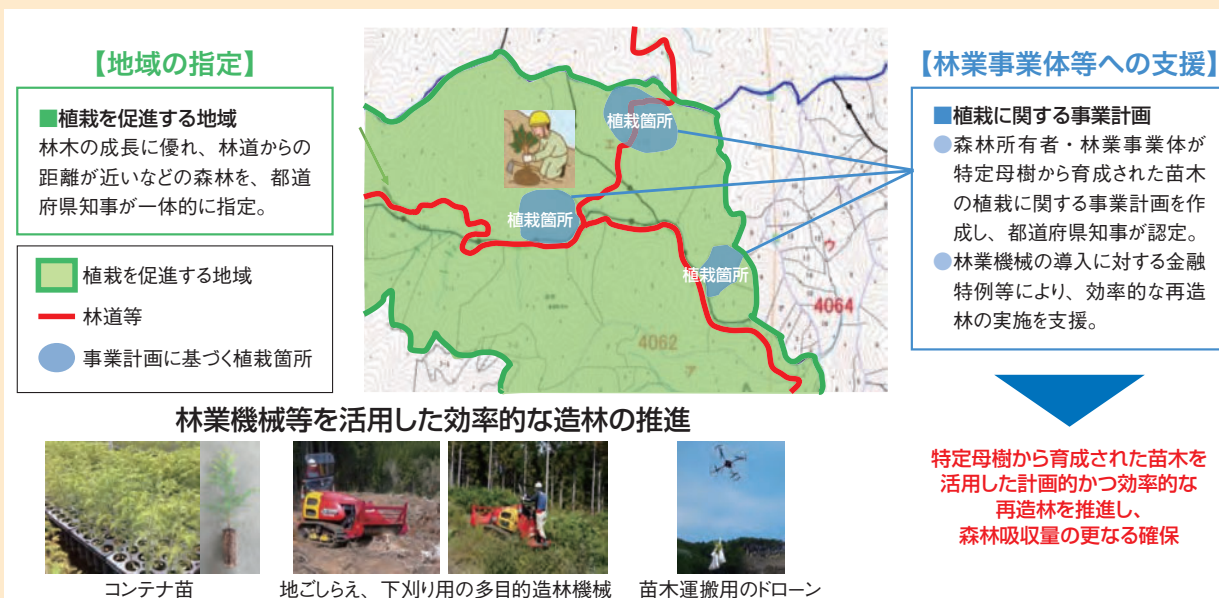 【地域の指定】
■植栽を促進する地域
林木の成長に優れ、林道からの
距離が近いなどの森林を、都道
府県知事が一体的に指定。
植栽を促進する地域
林道等
事業計画に基づく植栽箇所
植栽箇所
植栽箇所
植栽箇所
4064
4062
ウ
ア
【林業事業体等への支援】
■植栽に関する事業計画
●森林所有者・林業事業体が
特定母樹から育成された苗木
の植栽に関する事業計画を作
成し、都道府県知事が認定。
●林業機械の導入に対する金融
特例等により、効率的な再造
林の実施を支援。
特定母樹から育成された苗木を
活用した計画的かつ効率的な
再造林を推進し、
森林吸収量の更なる確保
林業機械等を活用した効率的な造林の推進
コンテナ苗
地ごしらえ、下刈り用の多目的造林機械
苗木運搬用のドローン